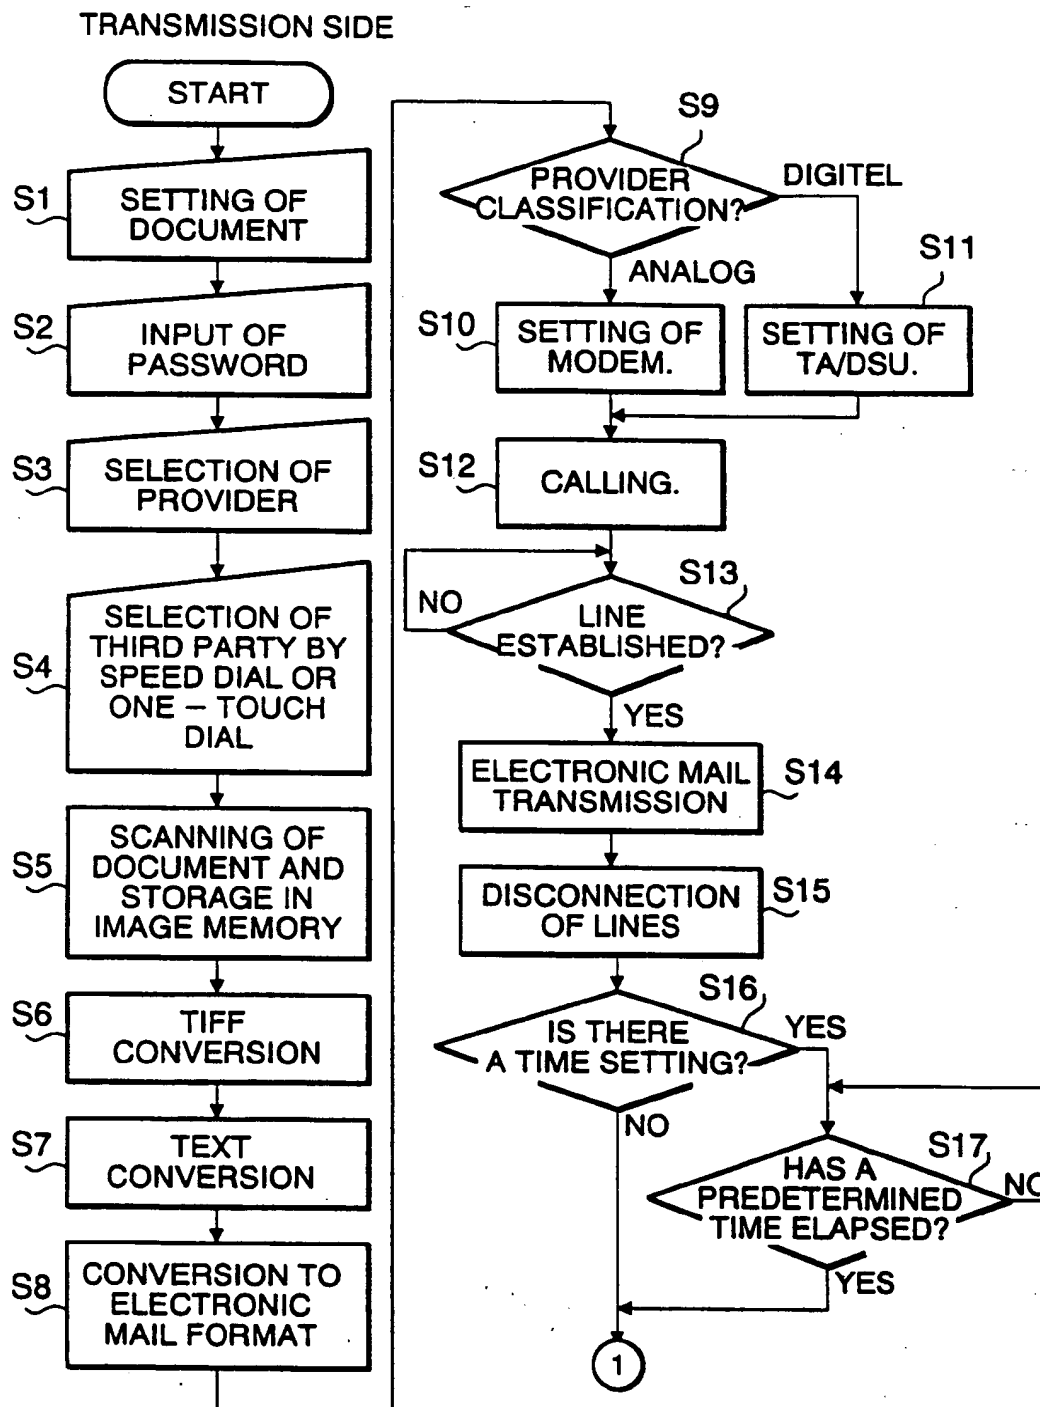 TRANSMISSION SIDE
START
S1
SETTING OF
DOCUMENT
S2
INPUT OF
PASSWORD
S3
SELECTION OF
PROVIDER
S4
SELECTION OF
THIRD PARTY BY
SPEED DIAL OR
ONE – TOUCH
DIAL
S5
SCANNING OF
DOCUMENT AND
STORAGE IN
IMAGE MEMORY
S6
TIFF
CONVERSION
S7
TEXT
CONVERSION
S8
CONVERSION TO
ELECTRONIC
MAIL FORMAT
S9
PROVIDER
CLASSIFICATION?
DIGITEL
ANALOG
S10
SETTING OF
MODEM.
S11
SETTING OF
TA/DSU.
S12
CALLING.
S13
LINE
ESTABLISHED?
NO
YES
ELECTRONIC MAIL
TRANSMISSION
S14
DISCONNECTION
OF LINES
S15
S16
IS THERE
A TIME SETTING?
YES
NO
S17
HAS A
PREDETERMINED
TIME ELAPSED?
NO
YES
1